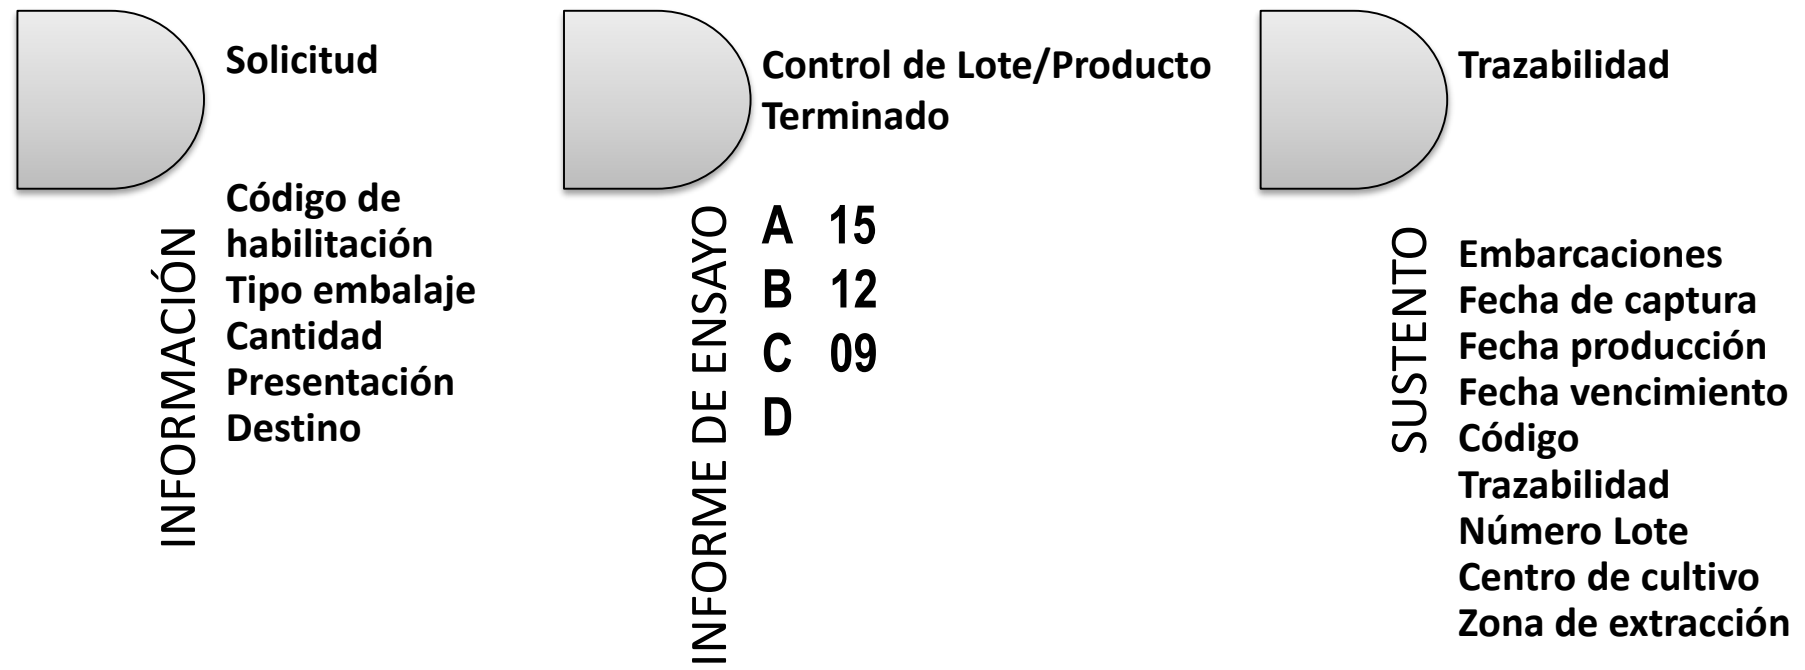 Solicitud
INFORMACIÓN
Código de
habilitación
Tipo embalaje
Cantidad
Presentación
Destino
Control de Lote/Producto
Terminado
INFORME DE ENSAYO
A 15
B 12
C 09
D
Trazabilidad
SUSTENTO
Embarcaciones
Fecha de captura
Fecha producción
Fecha vencimiento
Código
Trazabilidad
Número Lote
Centro de cultivo
Zona de extracción